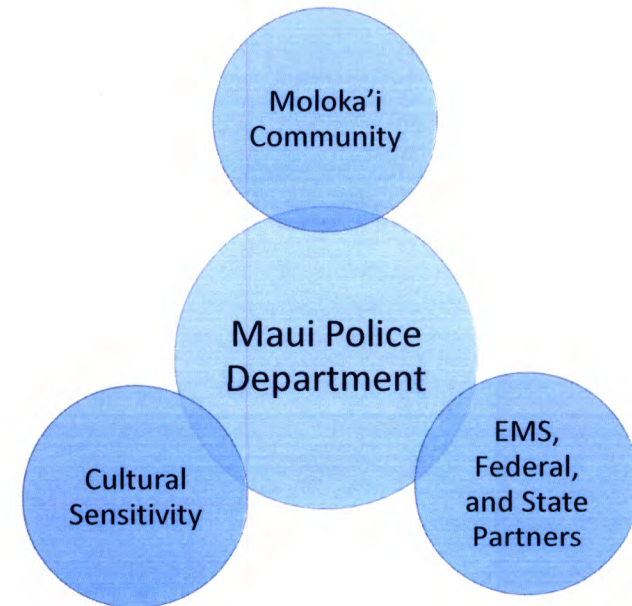 Moloka’i
Community
Maui Police
Department
Cultural
Sensitivity
EMS,
Federal,
and State
Partners